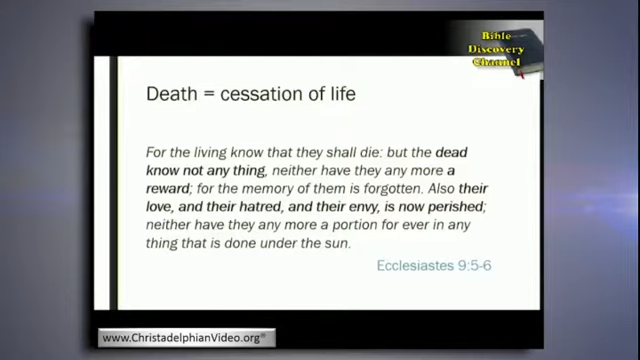 Bible
Discovery
Channel
Death = cessation of life
For the living know that they shall die: but the dead
know not any thing, neither have they any more a
reward; for the memory of them is forgotten. Also their
love, and their hatred, and their envy, is now perished;
neither have they any more a portion for ever in any
thing that is done under the sun.
Ecclesiastes 9:5-6
www.ChristadelphianVideo.org®